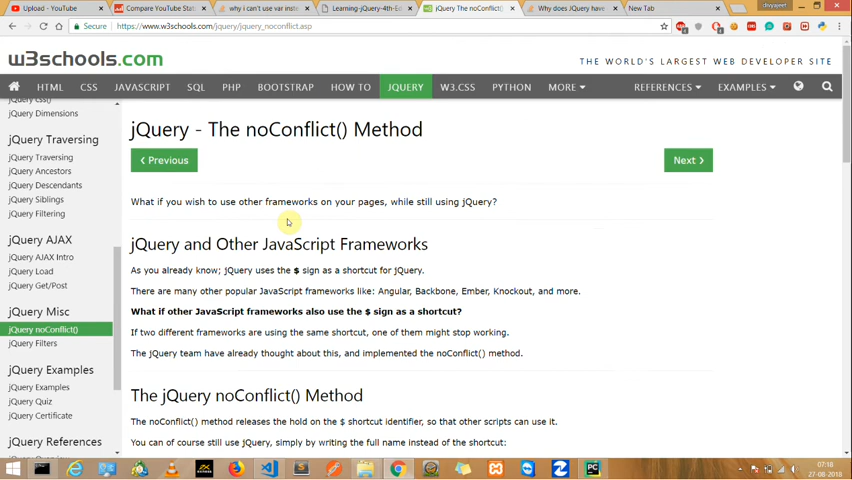 Upload - YouTube
Compare YouTube Stat
why i can't use var inste
Learning-jQuery-4th-Edi
jQuery The noConflict()
Why does JQuery have
New Tab
divyajeet
Secure
https://www.w3schools.com/jquery/jquery_noconflict.asp
w3schools.com
THE WORLD'S LARGEST WEB DEVELOPER SITE
HTML CSS JAVASCRIPT SQL PHP BOOTSTRAP HOW TO JQUERY W3.CSS PYTHON MORE REFERENCES EXAMPLES
jQuery css()
jQuery Dimensions
jQuery Traversing
jQuery Traversing
jQuery Ancestors
jQuery Descendants
jQuery Siblings
jQuery Filtering
jQuery AJAX
jQuery AJAX Intro
jQuery Load
jQuery Get/Post
jQuery Misc
jQuery noConflict()
jQuery Filters
jQuery Examples
jQuery Examples
jQuery Quiz
jQuery Certificate
jQuery References
jQuery Overview
jQuery - The noConflict() Method
❮ Previous
Next ❯
What if you wish to use other frameworks on your pages, while still using jQuery?
jQuery and Other JavaScript Frameworks
As you already know; jQuery uses the $ sign as a shortcut for jQuery.
There are many other popular JavaScript frameworks like: Angular, Backbone, Ember, Knockout, and more.
What if other JavaScript frameworks also use the $ sign as a shortcut?
If two different frameworks are using the same shortcut, one of them might stop working.
The jQuery team have already thought about this, and implemented the noConflict() method.
The jQuery noConflict() Method
The noConflict() method releases the hold on the $ shortcut identifier, so that other scripts can use it.
You can of course still use jQuery, simply by writing the full name instead of the shortcut:
07:18
27-08-2018